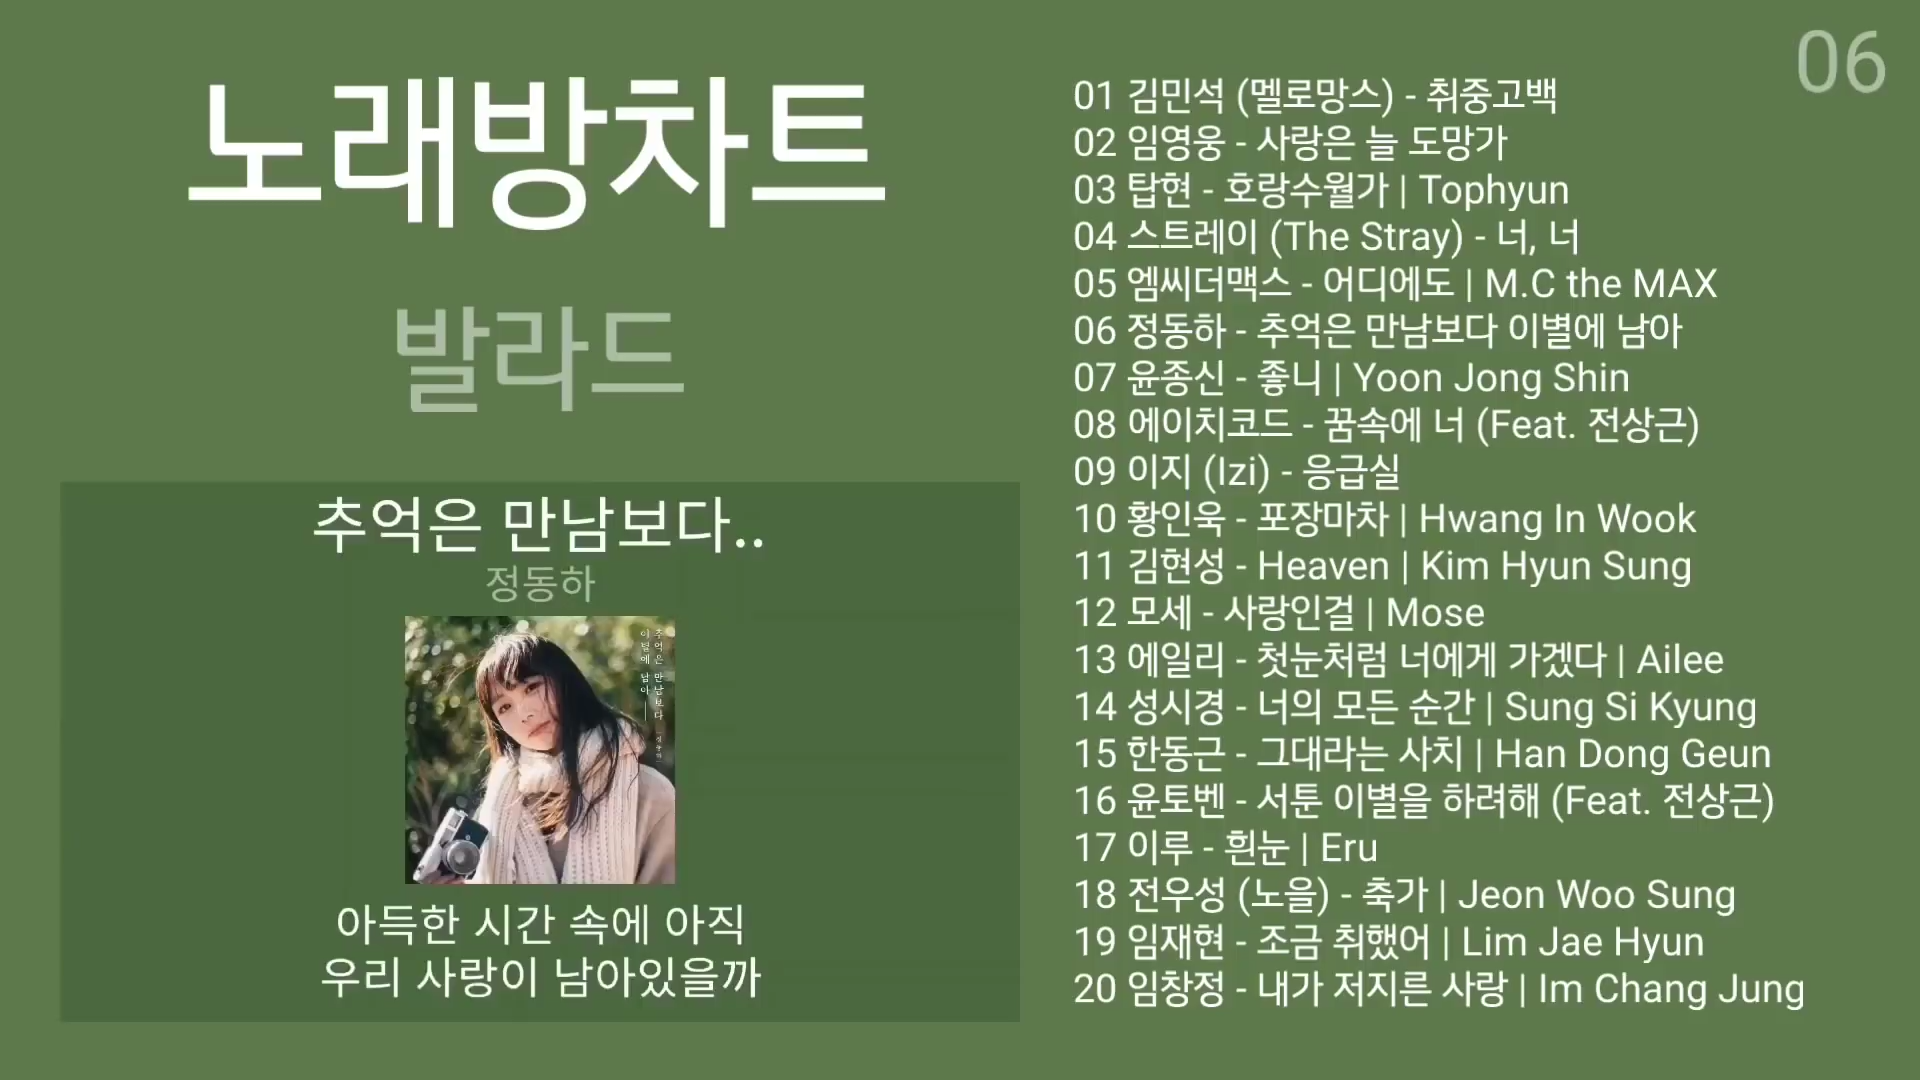 노래방차트
발라드
추억은 만남보다..
정동하
추억은 만남보다
이별에 남아
아득한 시간 속에 아직
우리 사랑이 남아있을까
06
01 김민석 (멜로망스) - 취중고백
02 임영웅 - 사랑은 늘 도망가
03 탑현 - 호랑수월가 | Tophyun
04 스트레이 (The Stray) - 너, 너
05 엠씨더맥스 - 어디에도 | M.C the MAX
06 정동하 - 추억은 만남보다 이별에 남아
07 윤종신 - 좋니 | Yoon Jong Shin
08 에이치코드 - 꿈속에 너 (Feat. 전상근)
09 이지 (Izi) - 응급실
10 황인욱 - 포장마차 | Hwang In Wook
11 김현성 - Heaven | Kim Hyun Sung
12 모세 - 사랑인걸 | Mose
13 에일리 - 첫눈처럼 너에게 가겠다 | Ailee
14 성시경 - 너의 모든 순간 | Sung Si Kyung
15 한동근 - 그대라는 사치 | Han Dong Geun
16 윤토벤 - 서툰 이별을 하려해 (Feat. 전상근)
17 이루 - 흰눈 | Eru
18 전우성 (노을) - 축가 | Jeon Woo Sung
19 임재현 - 조금 취했어 | Lim Jae Hyun
20 임창정 - 내가 저지른 사랑 | Im Chang Jung